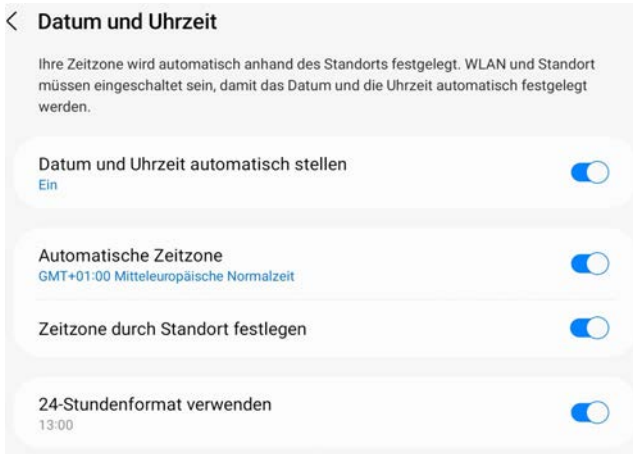 Datum und Uhrzeit
Ihre Zeitzone wird automatisch anhand des Standorts festgelegt. WLAN und Standort
müssen eingeschaltet sein, damit das Datum und die Uhrzeit automatisch festgelegt
werden.
Datum und Uhrzeit automatisch stellen
Ein
Automatische Zeitzone
GMT+01:00 Mitteleuropäische Normalzeit
Zeitzone durch Standort festlegen
24-Stundenformat verwenden
13:00